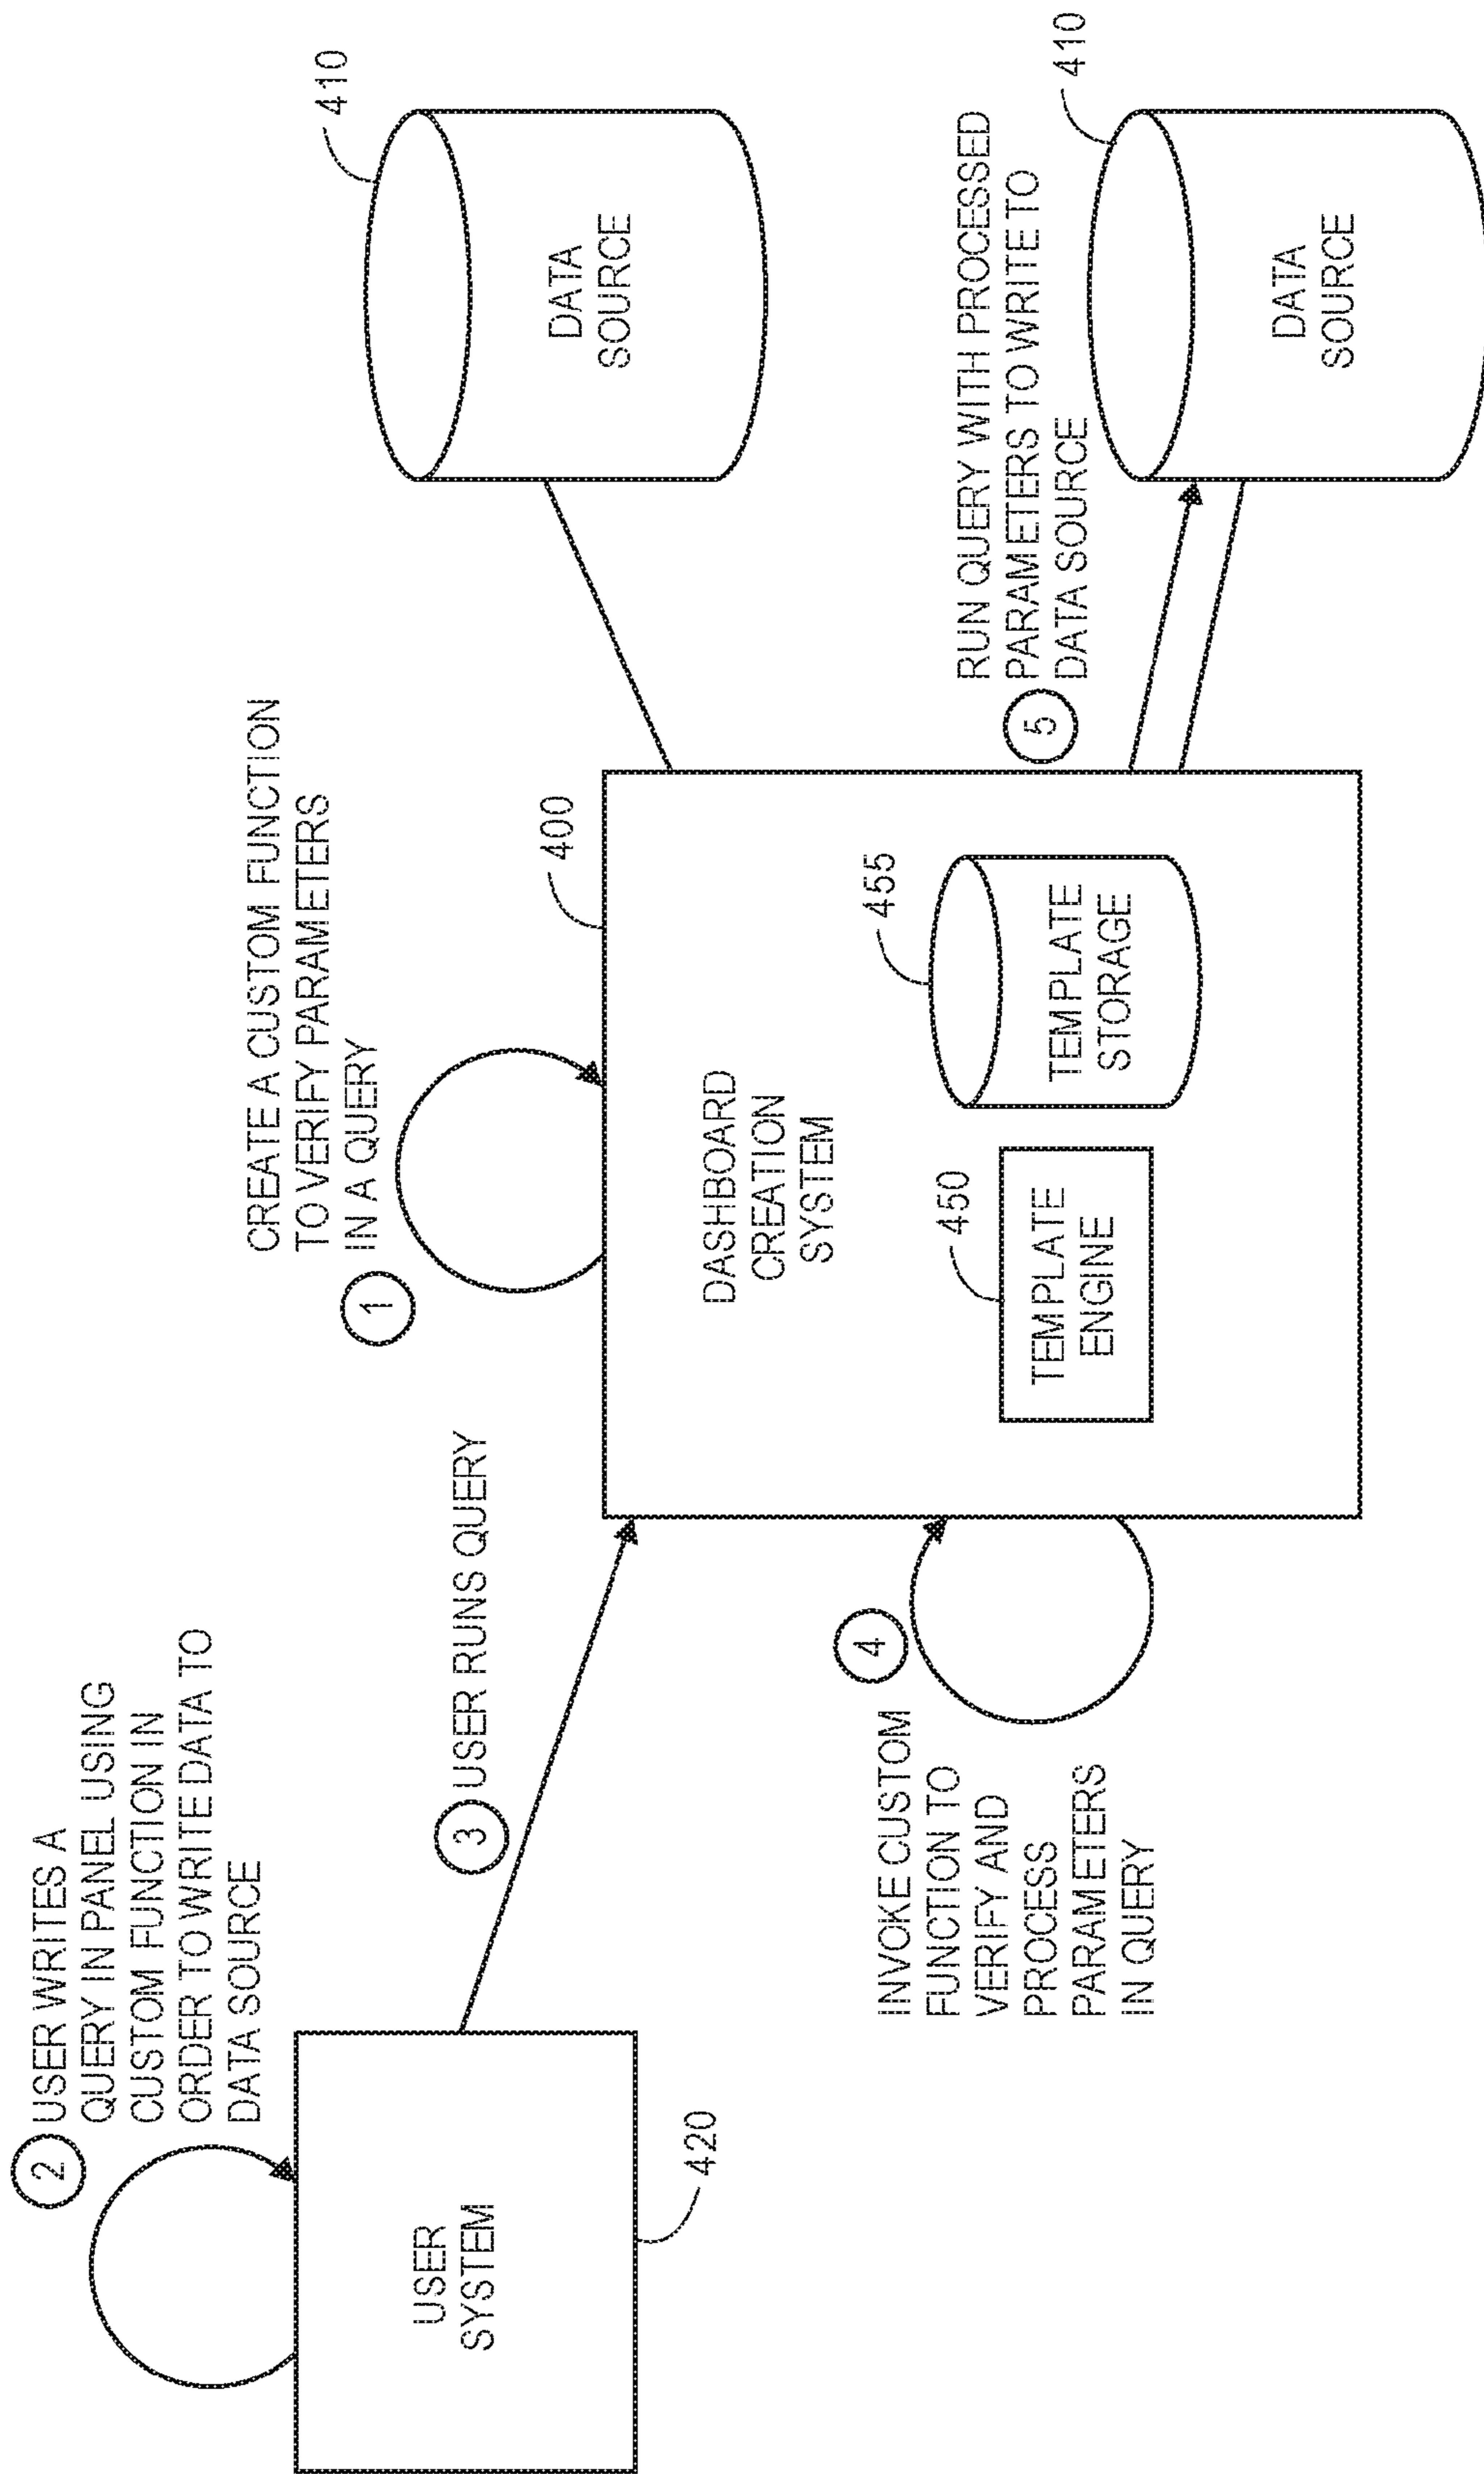 2
USER WRITES A
QUERY IN PANEL USING
CUSTOM FUNCTION IN
ORDER TO WRITE DATA TO
DATA SOURCE
USER
SYSTEM
420
3
USER RUNS QUERY
1
CREATE A CUSTOM FUNCTION
TO VERIFY PARAMETERS
IN A QUERY
400
DASHBOARD
CREATION
SYSTEM
450
TEMPLATE
ENGINE
455
TEMPLATE
STORAGE
4
INVOKE CUSTOM
FUNCTION TO
VERIFY AND
PROCESS
PARAMETERS
IN QUERY
410
DATA
SOURCE
5
RUN QUERY WITH PROCESSED
PARAMETERS TO WRITE TO
DATA SOURCE
410
DATA
SOURCE